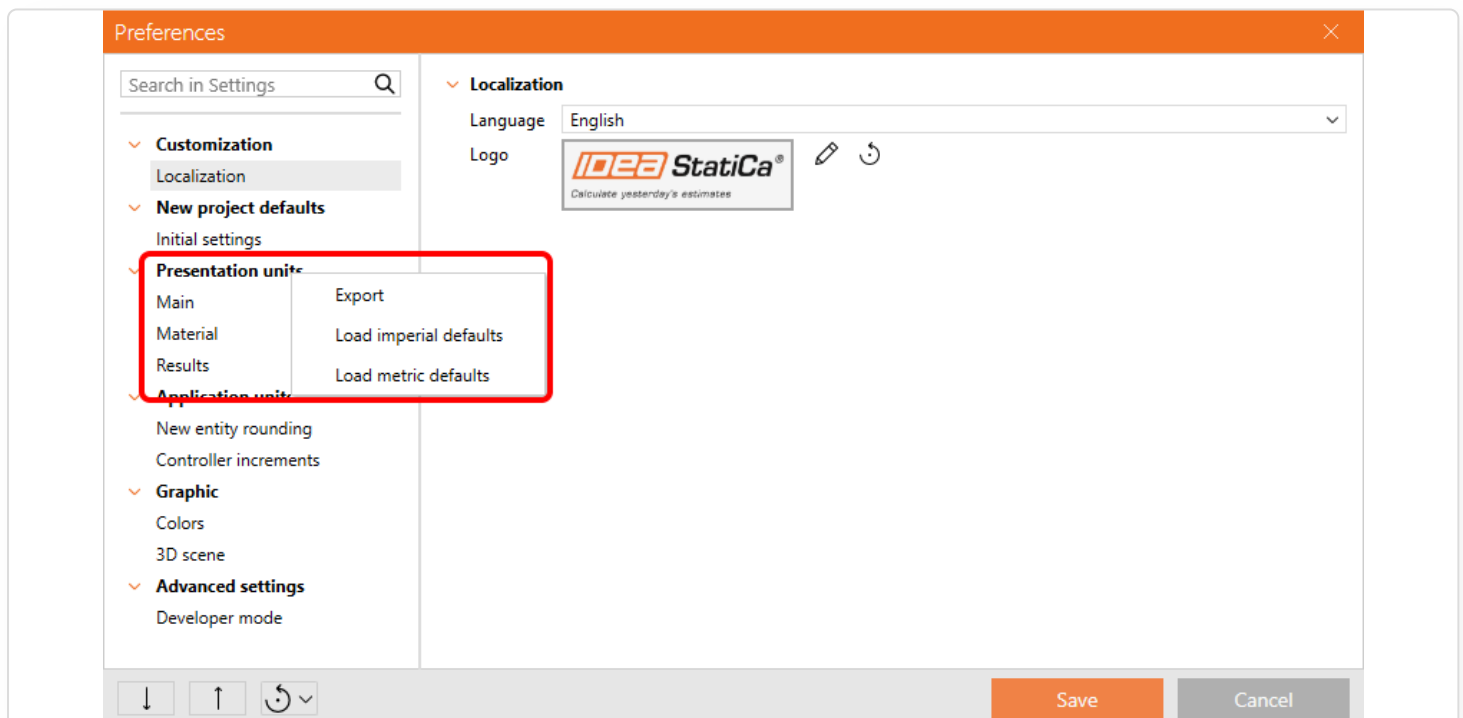 Preferences
Search in Settings
Customization
Localization
New project defaults
Initial settings
Presentation units
Main
Material
Results
Application units
New entity rounding
Controller increments
Graphic
Colors
3D scene
Advanced settings
Developer mode
Export
Load imperial defaults
Load metric defaults
Localization
Language English
Logo
IDEA StatiCa®
Calculate yesterday's estimates
Save Cancel